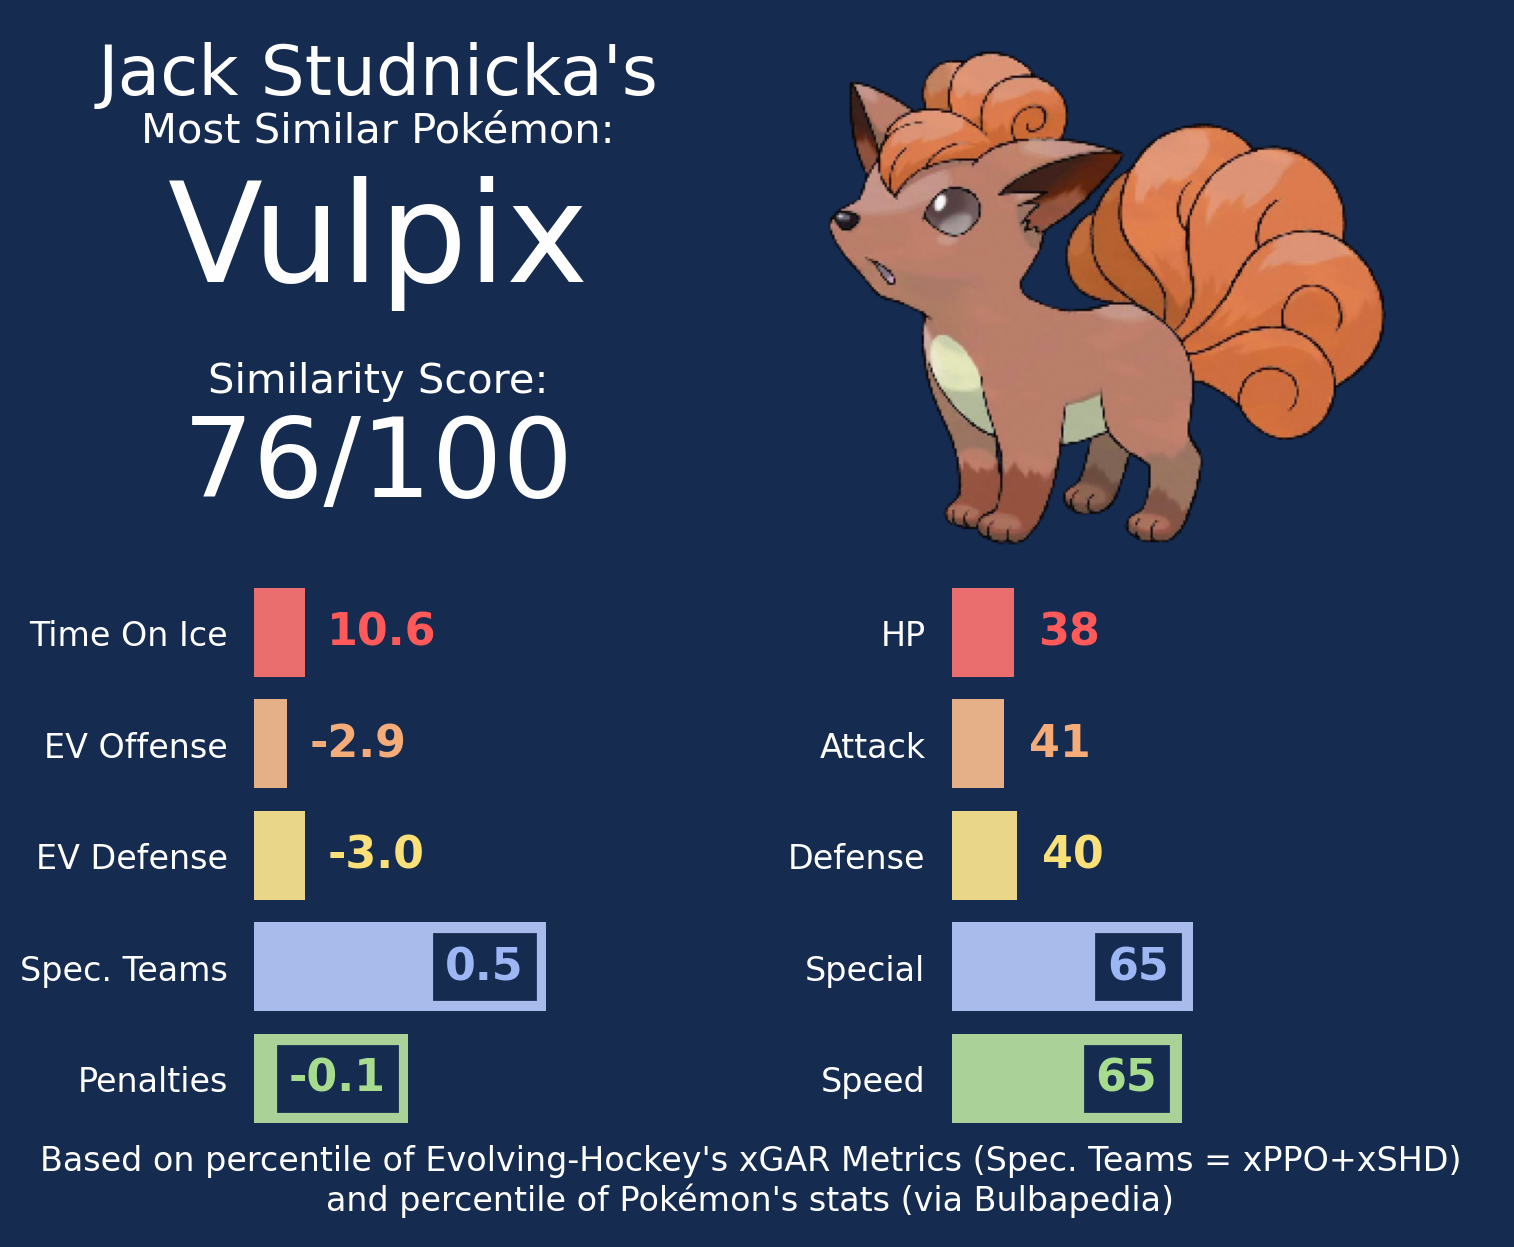 Jack Studnicka's
Most Similar Pokémon:
Vulpix
Similarity Score:
76/100
Time On Ice 10.6
EV Offense -2.9
EV Defense -3.0
Spec. Teams 0.5
Penalties -0.1
HP 38
Attack 41
Defense 40
Special 65
Speed 65
Based on percentile of Evolving-Hockey's xGAR Metrics (Spec. Teams = xPPO+xSHD)
and percentile of Pokémon's stats (via Bulbapedia)